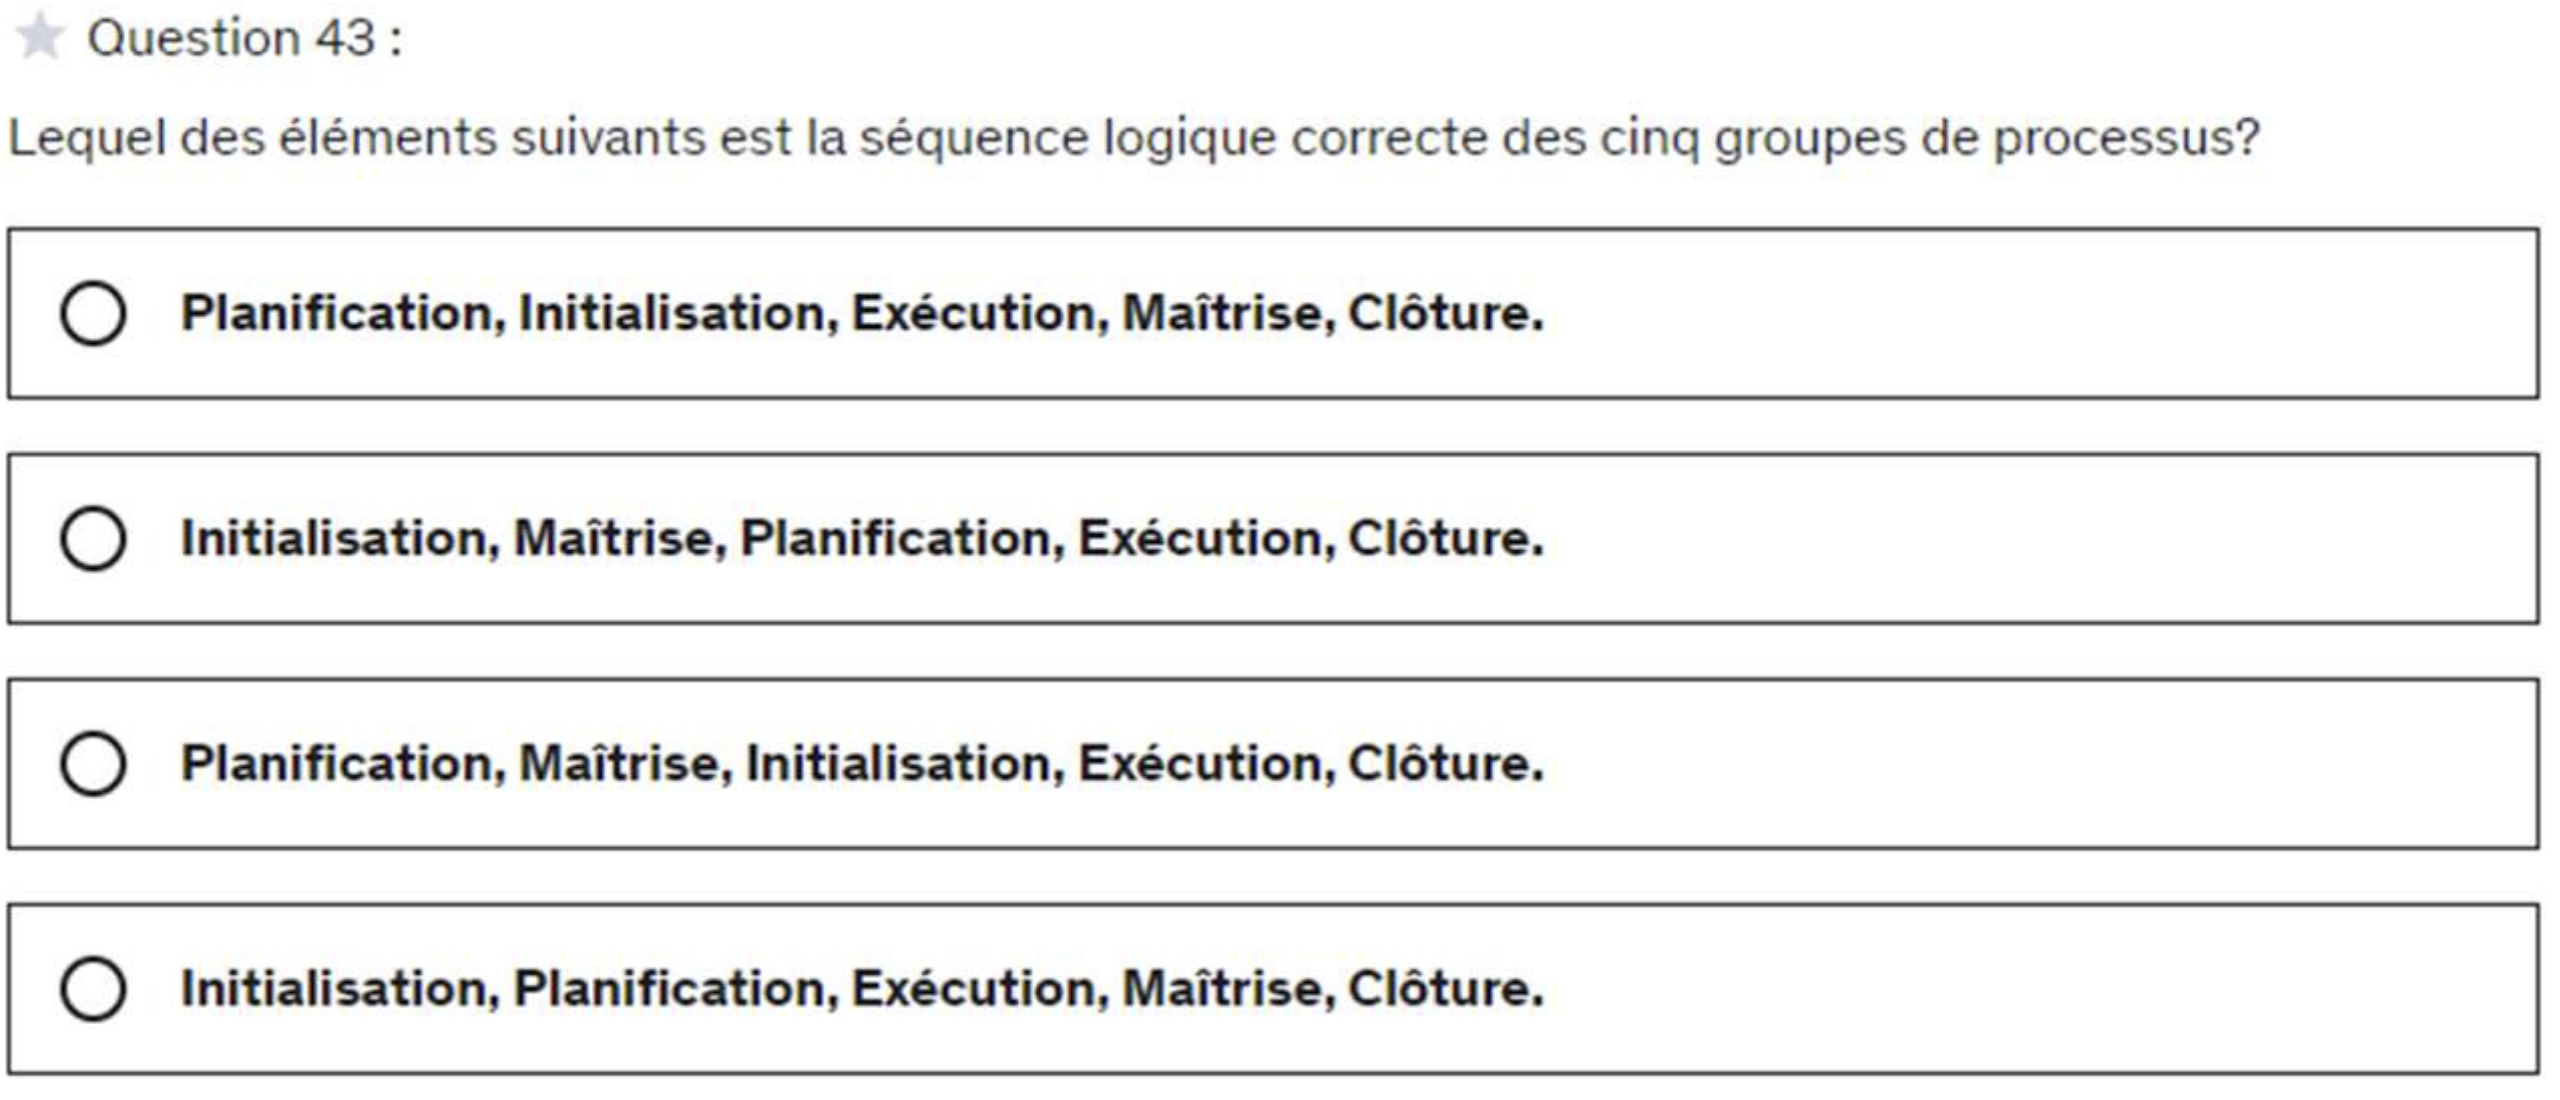 Question 43 :
Lequel des éléments suivants est la séquence logique correcte des cinq groupes de processus?
Planification, Initialisation, Exécution, Maîtrise, Clôture.
Initialisation, Maîtrise, Planification, Exécution, Clôture.
Planification, Maîtrise, Initialisation, Exécution, Clôture.
Initialisation, Planification, Exécution, Maîtrise, Clôture.